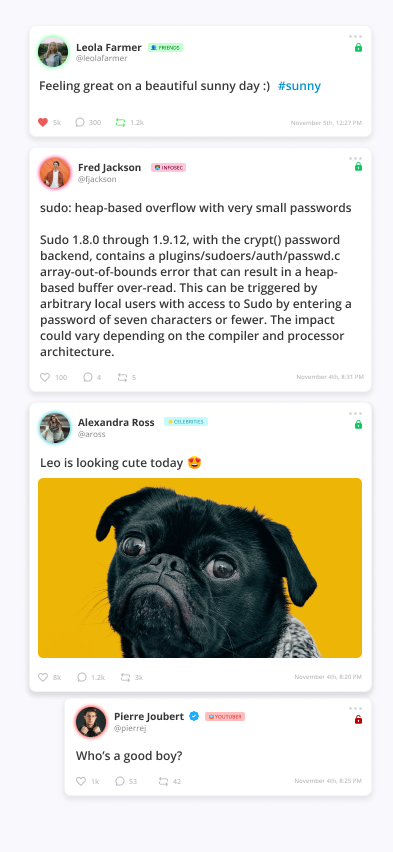 Leola Farmer FRIENDS
@leolafarmer
Feeling great on a beautiful sunny day :) #sunny
5k 300 1.2k November 5th, 12:27 PM
Fred Jackson INFOSEC
@fjackson
sudo: heap-based overflow with very small passwords
Sudo 1.8.0 through 1.9.12, with the crypt() password
backend, contains a plugins/sudoers/auth/passwd.c
array-out-of-bounds error that can result in a heap-
based buffer over-read. This can be triggered by
arbitrary local users with access to Sudo by entering a
password of seven characters or fewer. The impact
could vary depending on the compiler and processor
architecture.
100 4 5 November 4th, 8:31 PM
Alexandra Ross CELEBRITIES
@aross
Leo is looking cute today 😍
8k 1.2k 3k November 4th, 8:20 PM
Pierre Joubert YOUTUBER
@pierrej
Who's a good boy?
1k 53 42 November 4th, 8:25 PM